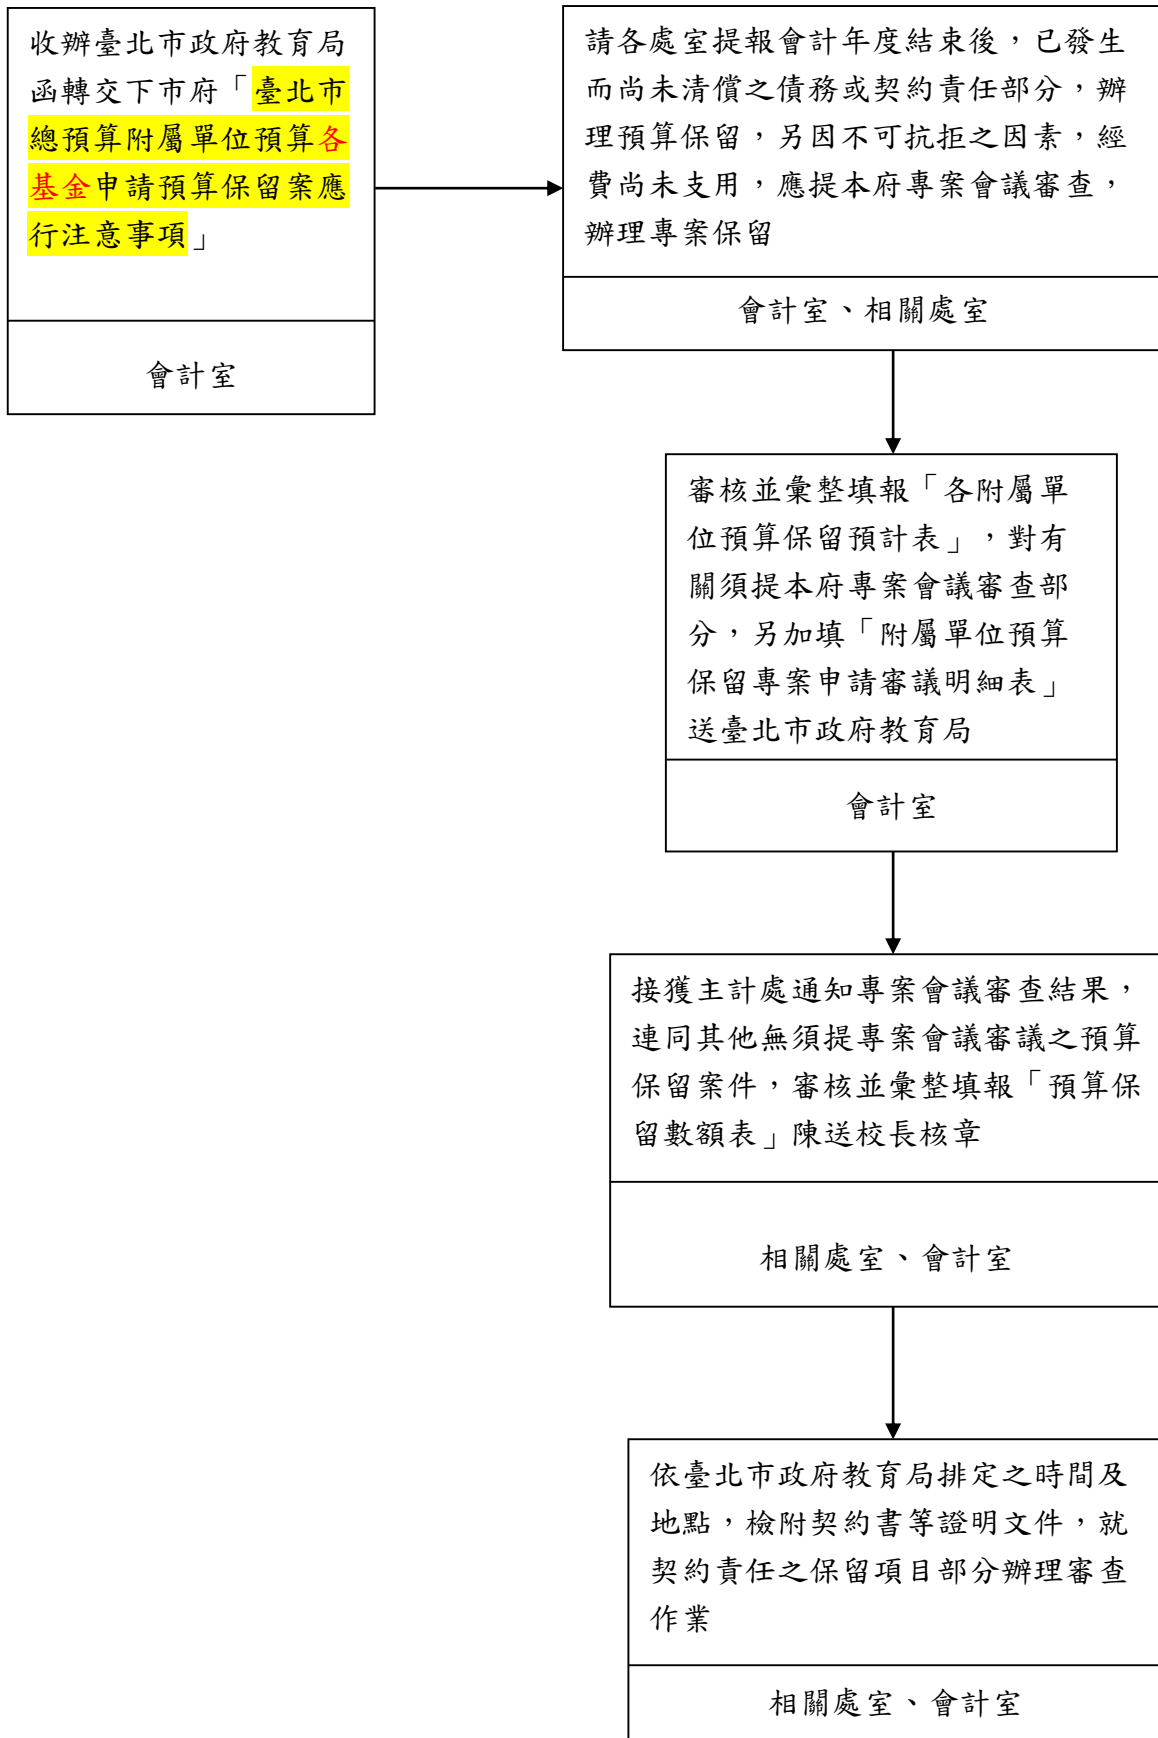 收辦臺北市政府教育局
函轉交下市府「臺北市
總預算附屬單位預算各
基金申請預算保留案應
行注意事項」
會計室
請各處室提報會計年度結束後，已發生
而尚未清償之債務或契約責任部分，辦
理預算保留，另因不可抗拒之因素，經
費尚未支用，應提本府專案會議審查，
辦理專案保留
會計室、相關處室
審核並彙整填報「各附屬單
位預算保留預計表」，對有
關須提本府專案會議審查部
分，另加填「附屬單位預算
保留專案申請審議明細表」
送臺北市政府教育局
會計室
接獲主計處通知專案會議審查結果，
連同其他無須提專案會議審議之預算
保留案件，審核並彙整填報「預算保
留數額表」陳送校長核章
相關處室、會計室
依臺北市政府教育局排定之時間及
地點，檢附契約書等證明文件，就
契約責任之保留項目部分辦理審查
作業
相關處室、會計室